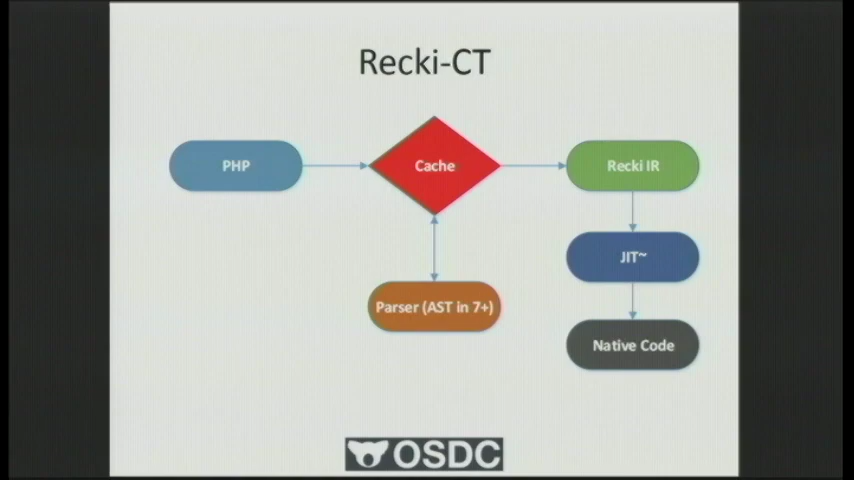 Recki-CT
PHP
Cache
Recki IR
JIT~
Parser (AST in 7+)
Native Code
OSDC